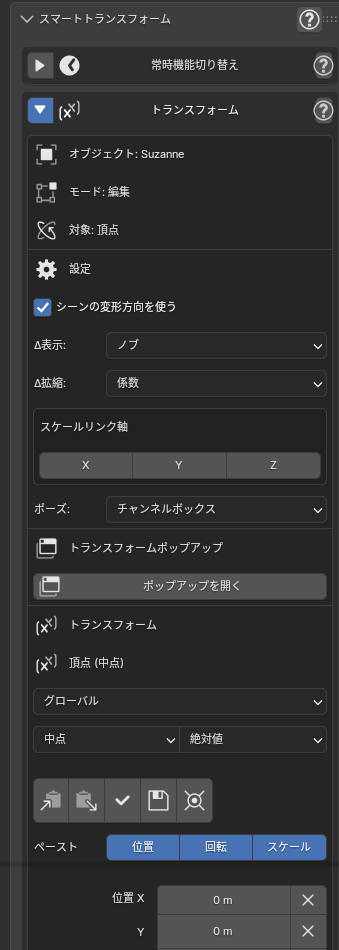 スマートトランスフォーム
常時機能切り替え
トランスフォーム
オブジェクト: Suzanne
モード: 編集
対象: 頂点
設定
シーンの変形方向を使う
Δ表示: ノブ
Δ拡縮: 係数
スケールリンク軸
X Y Z
ポーズ: チャンネルボックス
トランスフォームポップアップ
ポップアップを開く
トランスフォーム
頂点 (中点)
グローバル
中点 絶対値
ペースト 位置 回転 スケール
位置 X 0 m
Y 0 m